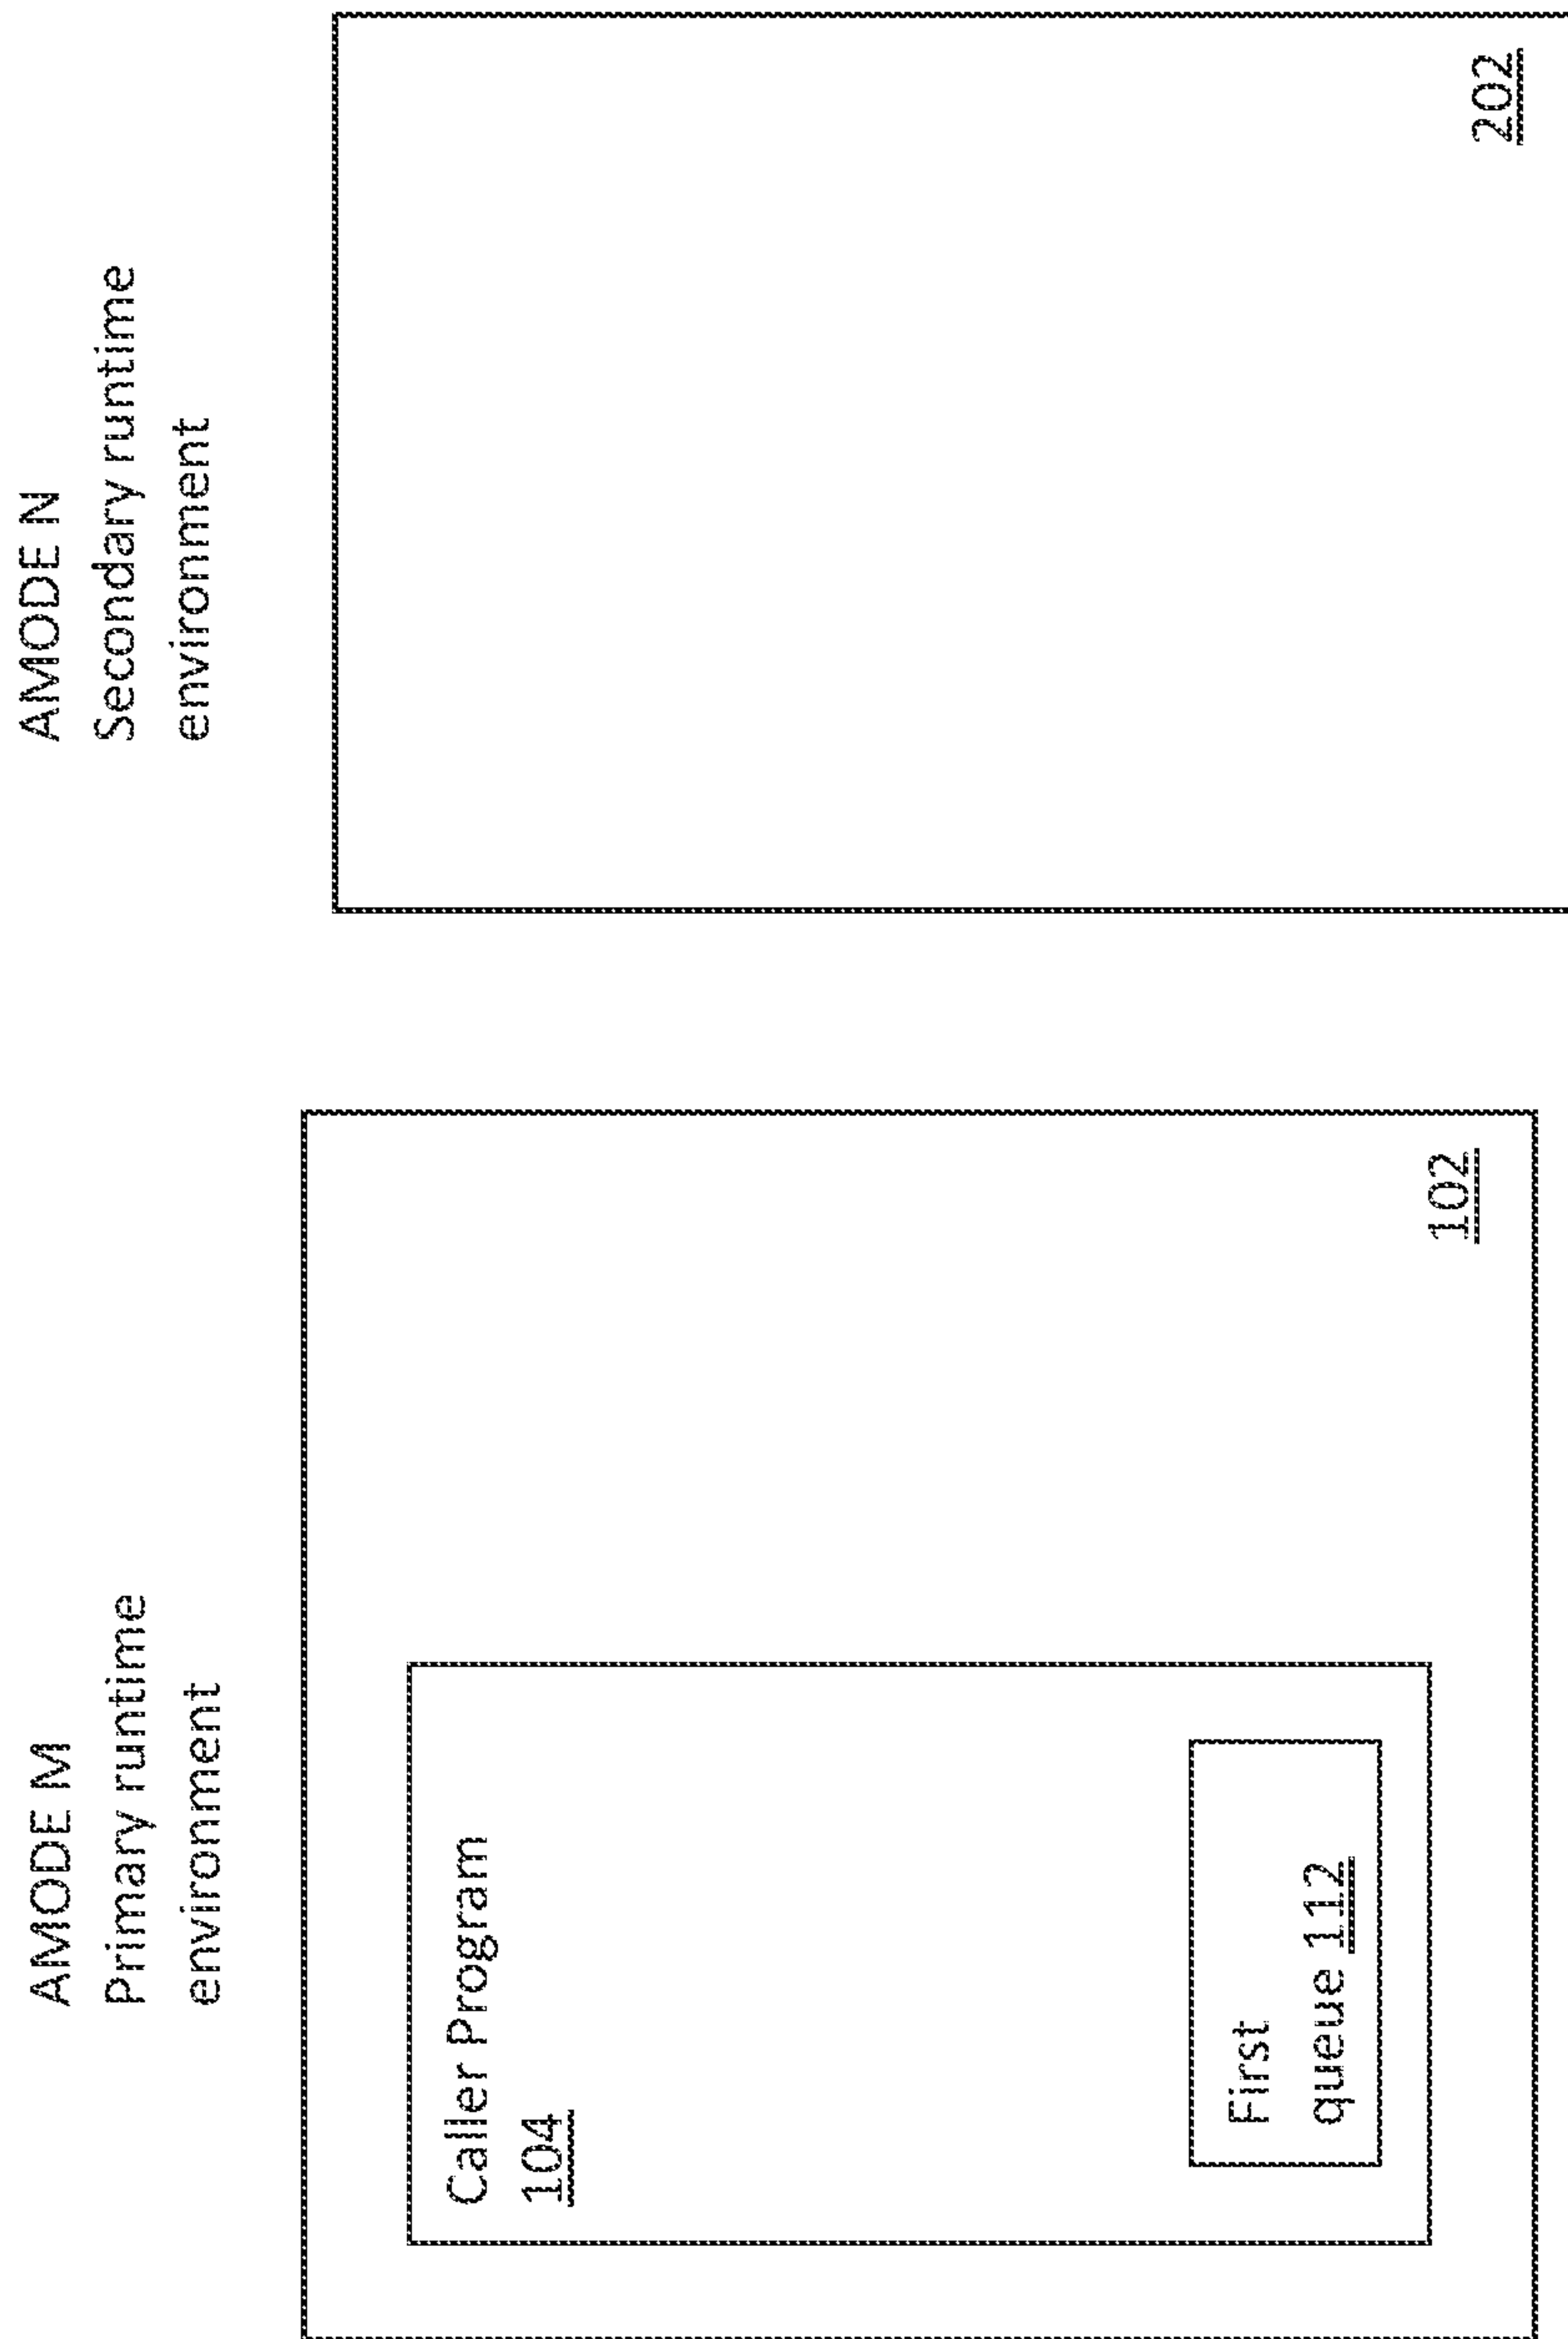 AMODE M
Primary runtime
environment
Caller Program
104
First
queue 112
102
AMODE N
Secondary runtime
environment
202